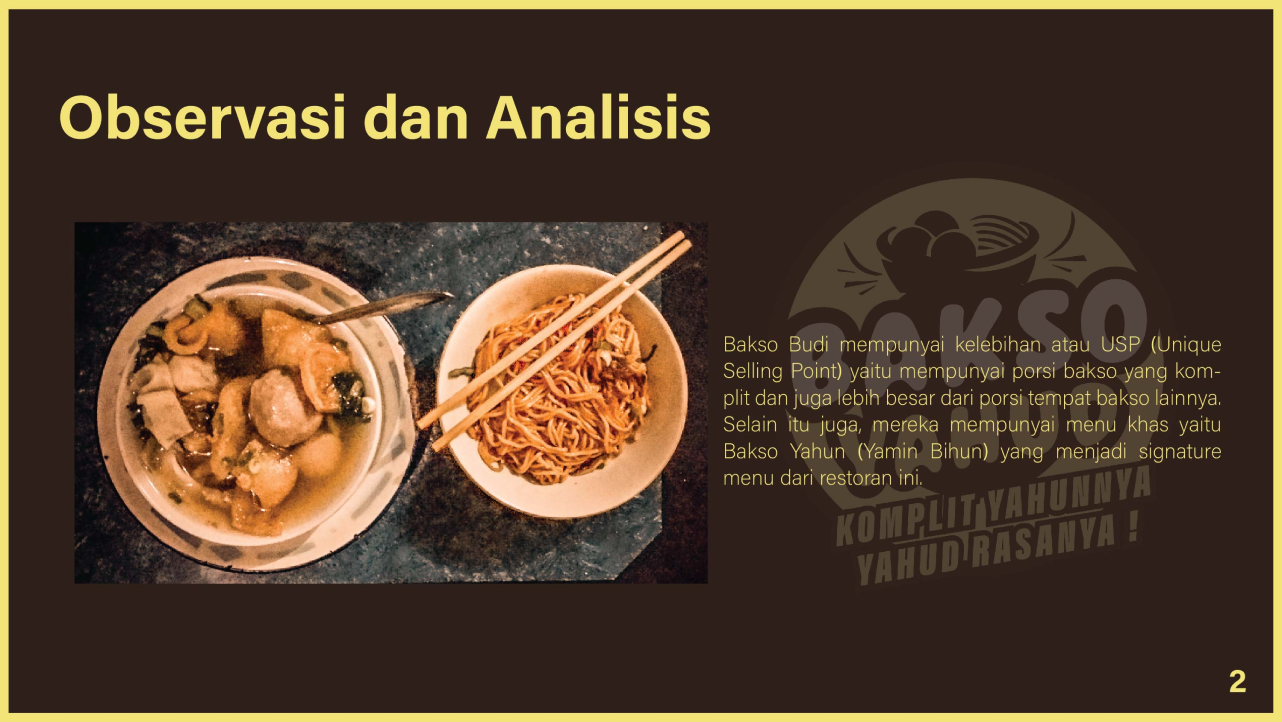 Observasi dan Analisis
BAKSO
YAHUD
KOMPLIT YAHUNNYA
YAHUD RASANYA !
Bakso Budi mempunyai kelebihan atau USP (Unique
Selling Point) yaitu mempunyai porsi bakso yang kom-
plit dan juga lebih besar dari porsi tempat bakso lainnya.
Selain itu juga, mereka mempunyai menu khas yaitu
Bakso Yahun (Yamin Bihun) yang menjadi signature
menu dari restoran ini.
2